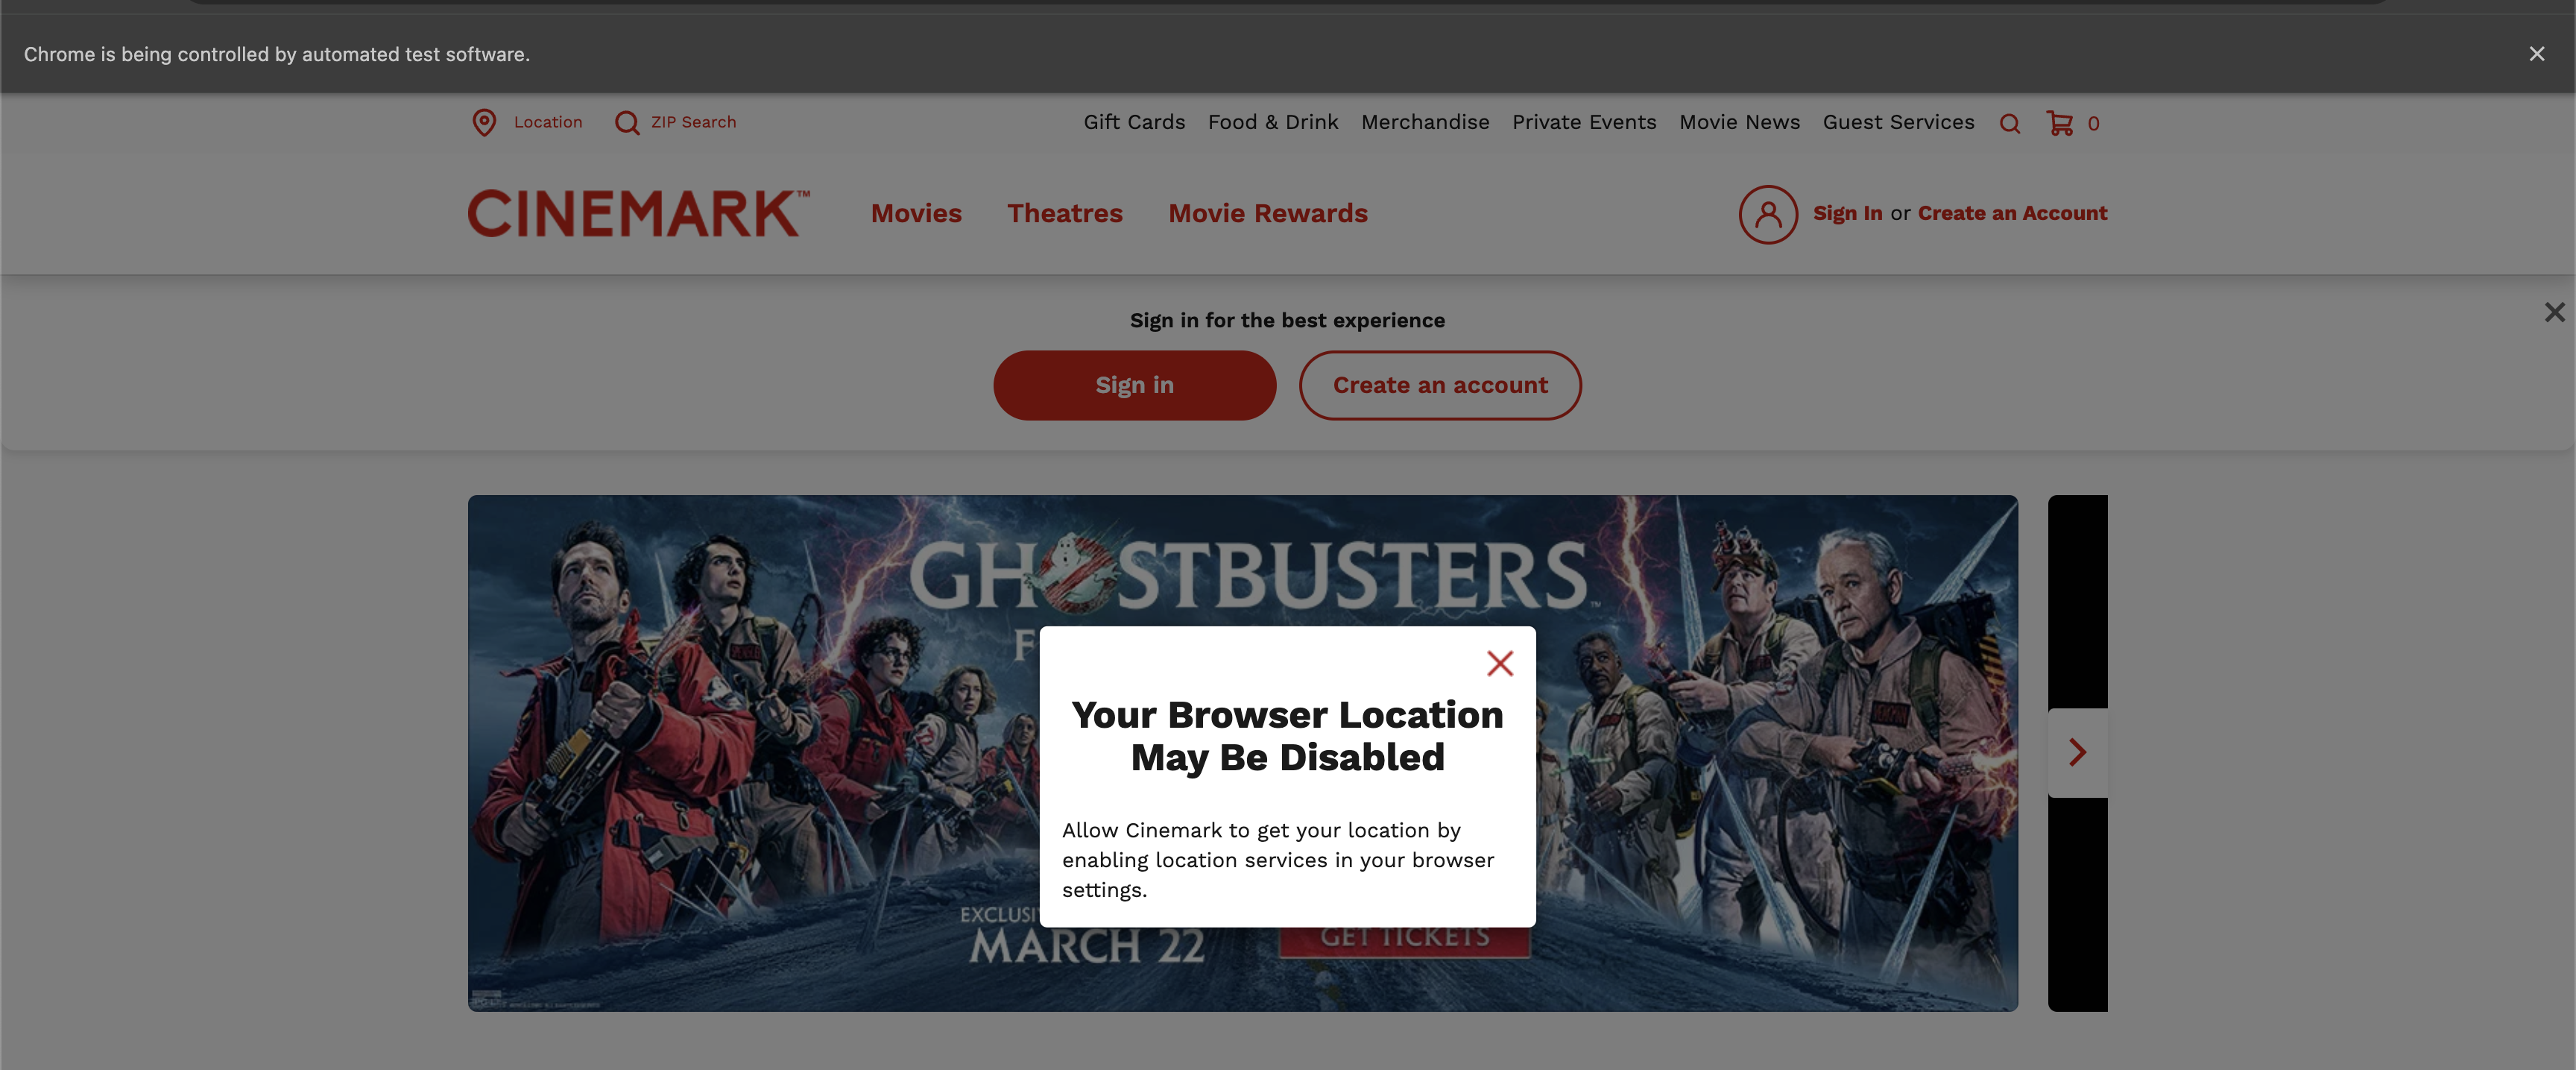 Chrome is being controlled by automated test software.
Location
ZIP Search
Gift Cards
Food & Drink
Merchandise
Private Events
Movie News
Guest Services
0
CINEMARK™
Movies
Theatres
Movie Rewards
Sign In or Create an Account
Sign in for the best experience
Sign in
Create an account
GHOSTBUSTERS™
F
Your Browser Location
May Be Disabled
Allow Cinemark to get your location by
enabling location services in your browser
settings.
EXCLUSI
MARCH 22
GET TICKETS